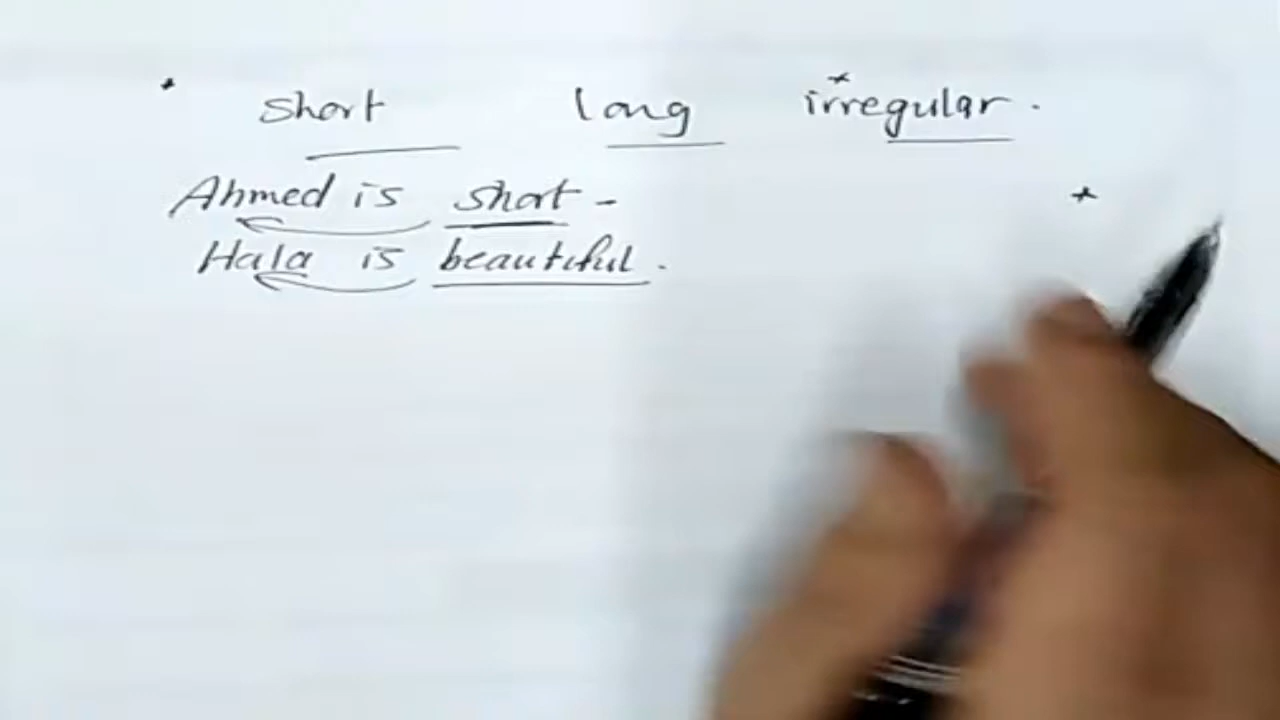 short long irregular.
Ahmed is short-
Hala is beautiful.